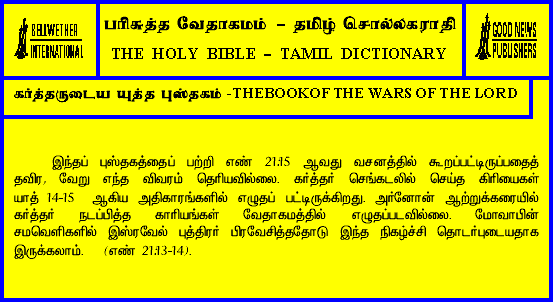 BELLWETHER
INTERNATIONAL
பரிசுத்த வேதாகமம் – தமிழ் சொல்லகராதி
THE HOLY BIBLE – TAMIL DICTIONARY
GOOD NEWS
PUBLISHERS
கர்த்தருடைய யுத்த புஸ்தகம் -THEBOOKOF THE WARS OF THE LORD
இந்தப் புஸ்தகத்தைப் பற்றி எண் 21:15 ஆவது வசனத்தில் கூறப்பட்டிருப்பதைத்
தவிர, வேறு எந்த விவரம் தெரியவில்லை. கர்த்தர் செங்கடலில் செய்த கிரியைகள்
யாத் 14-15 ஆகிய அதிகாரங்களில் எழுதப் பட்டிருக்கிறது. அர்னோன் ஆற்றுக்கரையில்
கர்த்தர் நடப்பித்த காரியங்கள் வேதாகமத்தில் எழுதப்படவில்லை. மோவாபின்
சமவெளிகளில் இஸ்ரவேல் புத்திரர் பிரவேசித்ததோடு இந்த நிகழ்ச்சி தொடர்புடையதாக
இருக்கலாம். (எண் 21:13-14).